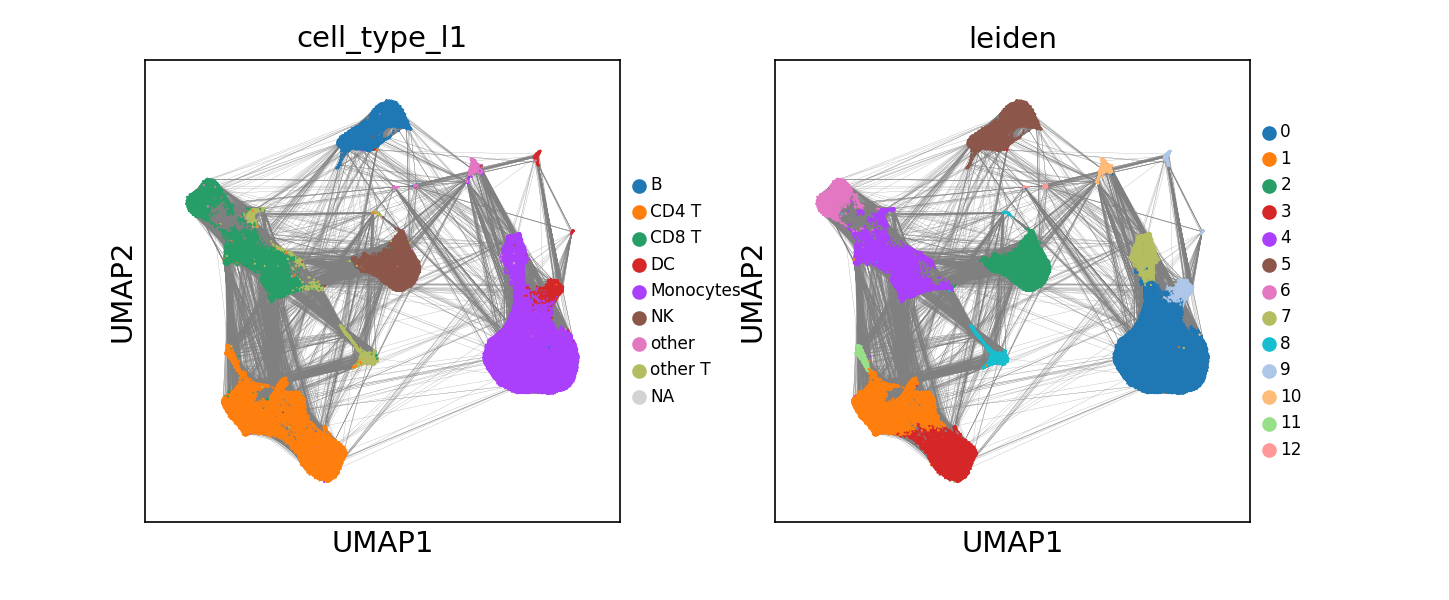 cell_type_l1
UMAP2
UMAP1
B
CD4 T
CD8 T
DC
Monocytes
NK
other
other T
NA
leiden
UMAP2
UMAP1
0
1
2
3
4
5
6
7
8
9
10
11
12